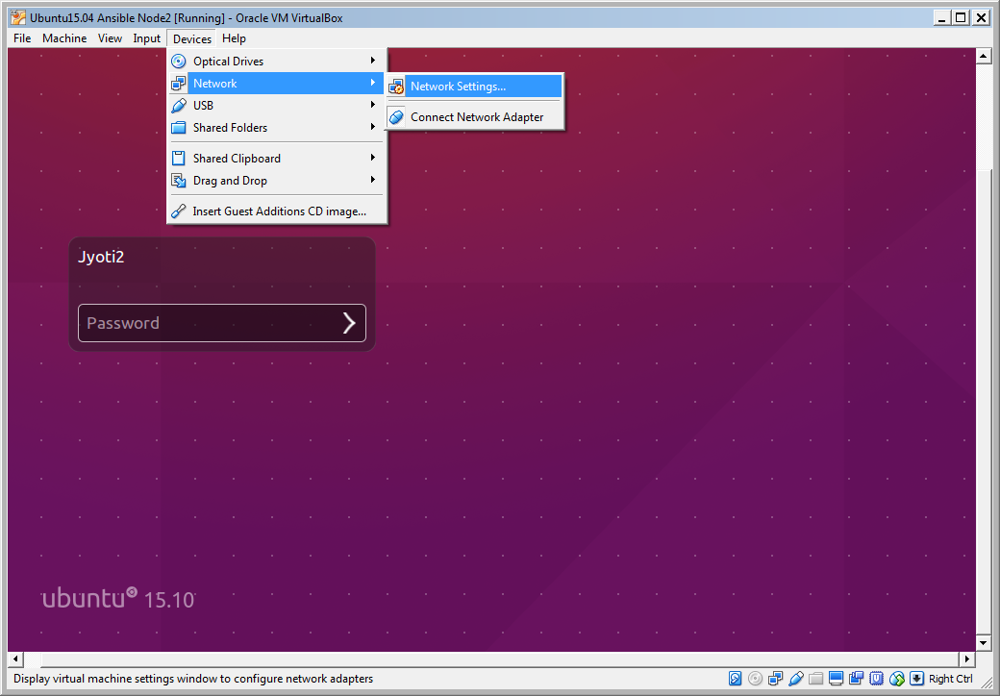 Ubuntu15.04 Ansible Node2 [Running] - Oracle VM VirtualBox
File Machine View Input Devices Help
Optical Drives
Network
Network Settings...
USB
Connect Network Adapter
Shared Folders
Shared Clipboard
Drag and Drop
Insert Guest Additions CD image...
Jyoti2
Password
ubuntu 15.10
Display virtual machine settings window to configure network adapters
Right Ctrl